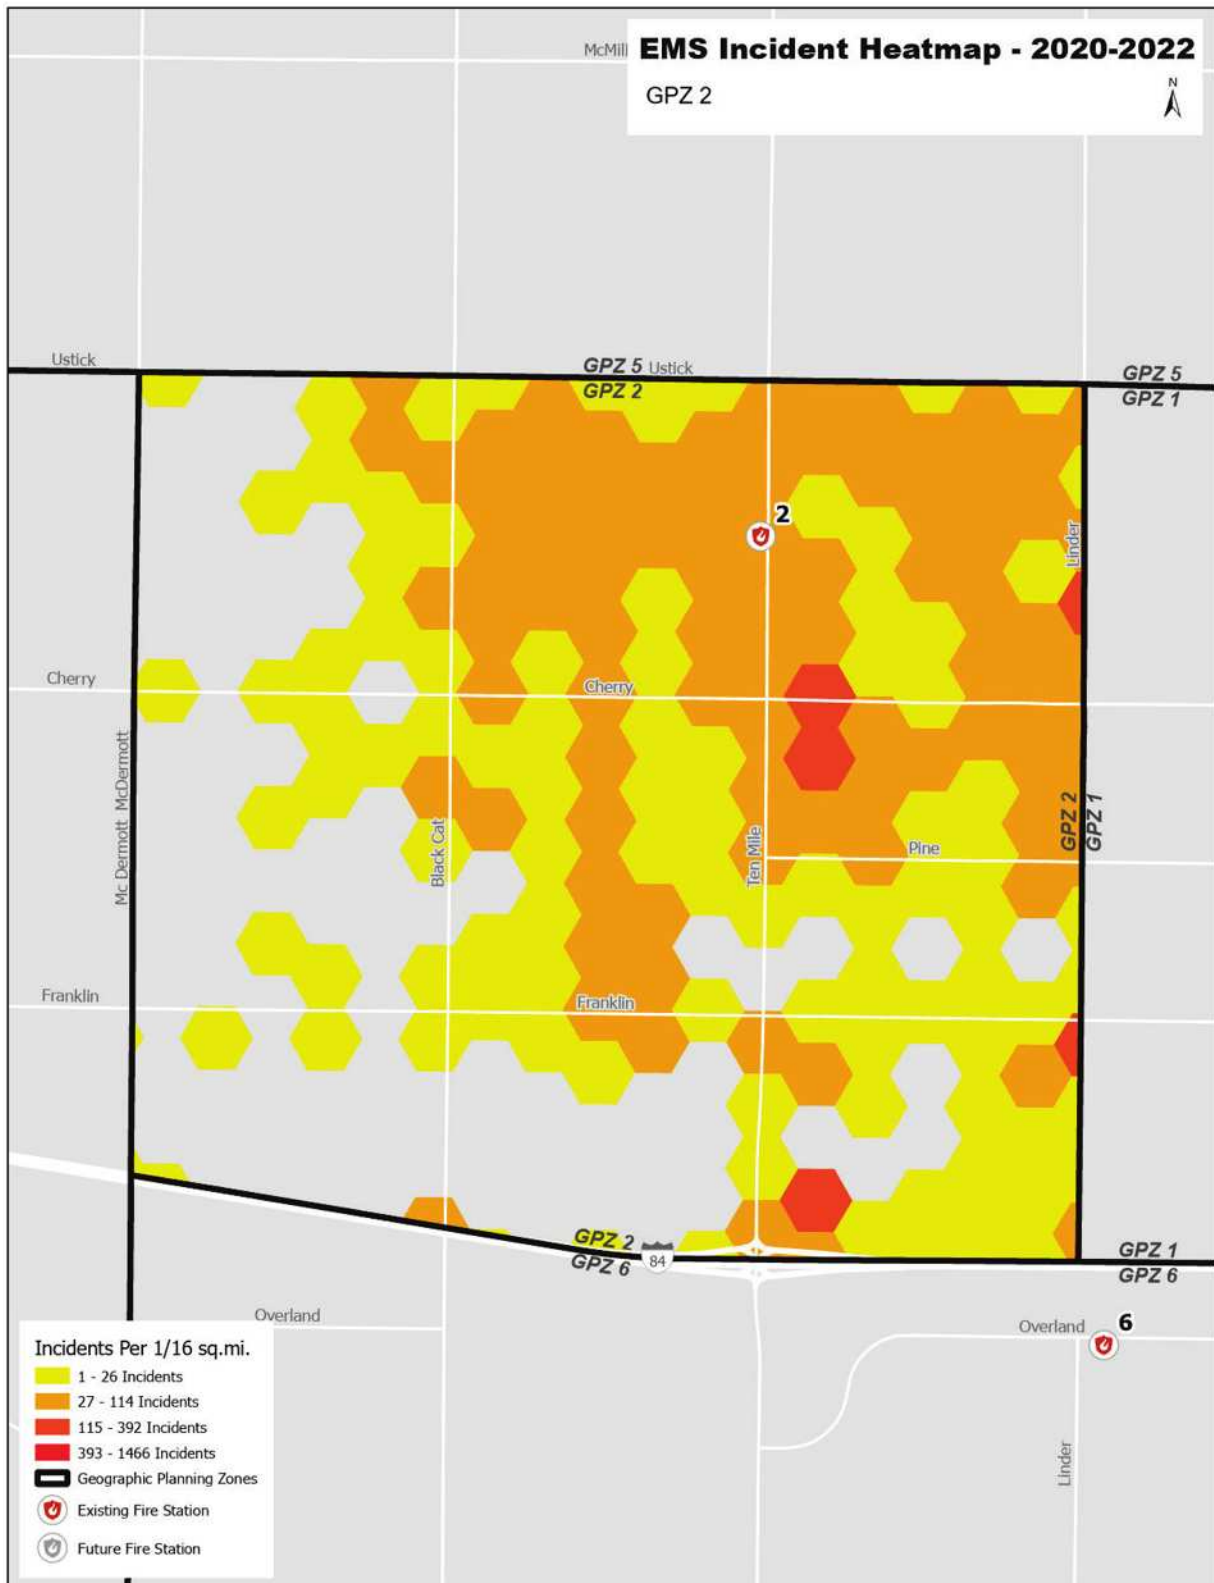 McMill
EMS Incident Heatmap - 2020-2022
GPZ 2
N
Ustick
GPZ 5
Ustick
GPZ 2
GPZ 5
GPZ 1
2
Linder
Cherry
Cherry
McDermott
Mc Dermott
Black Cat
Ten Mile
Pine
GPZ 2
GPZ 1
Franklin
Franklin
GPZ 2
GPZ 6
84
GPZ 1
GPZ 6
Overland
Overland
6
Linder
Incidents Per 1/16 sq.mi.
1 - 26 Incidents
27 - 114 Incidents
115 - 392 Incidents
393 - 1466 Incidents
Geographic Planning Zones
Existing Fire Station
Future Fire Station